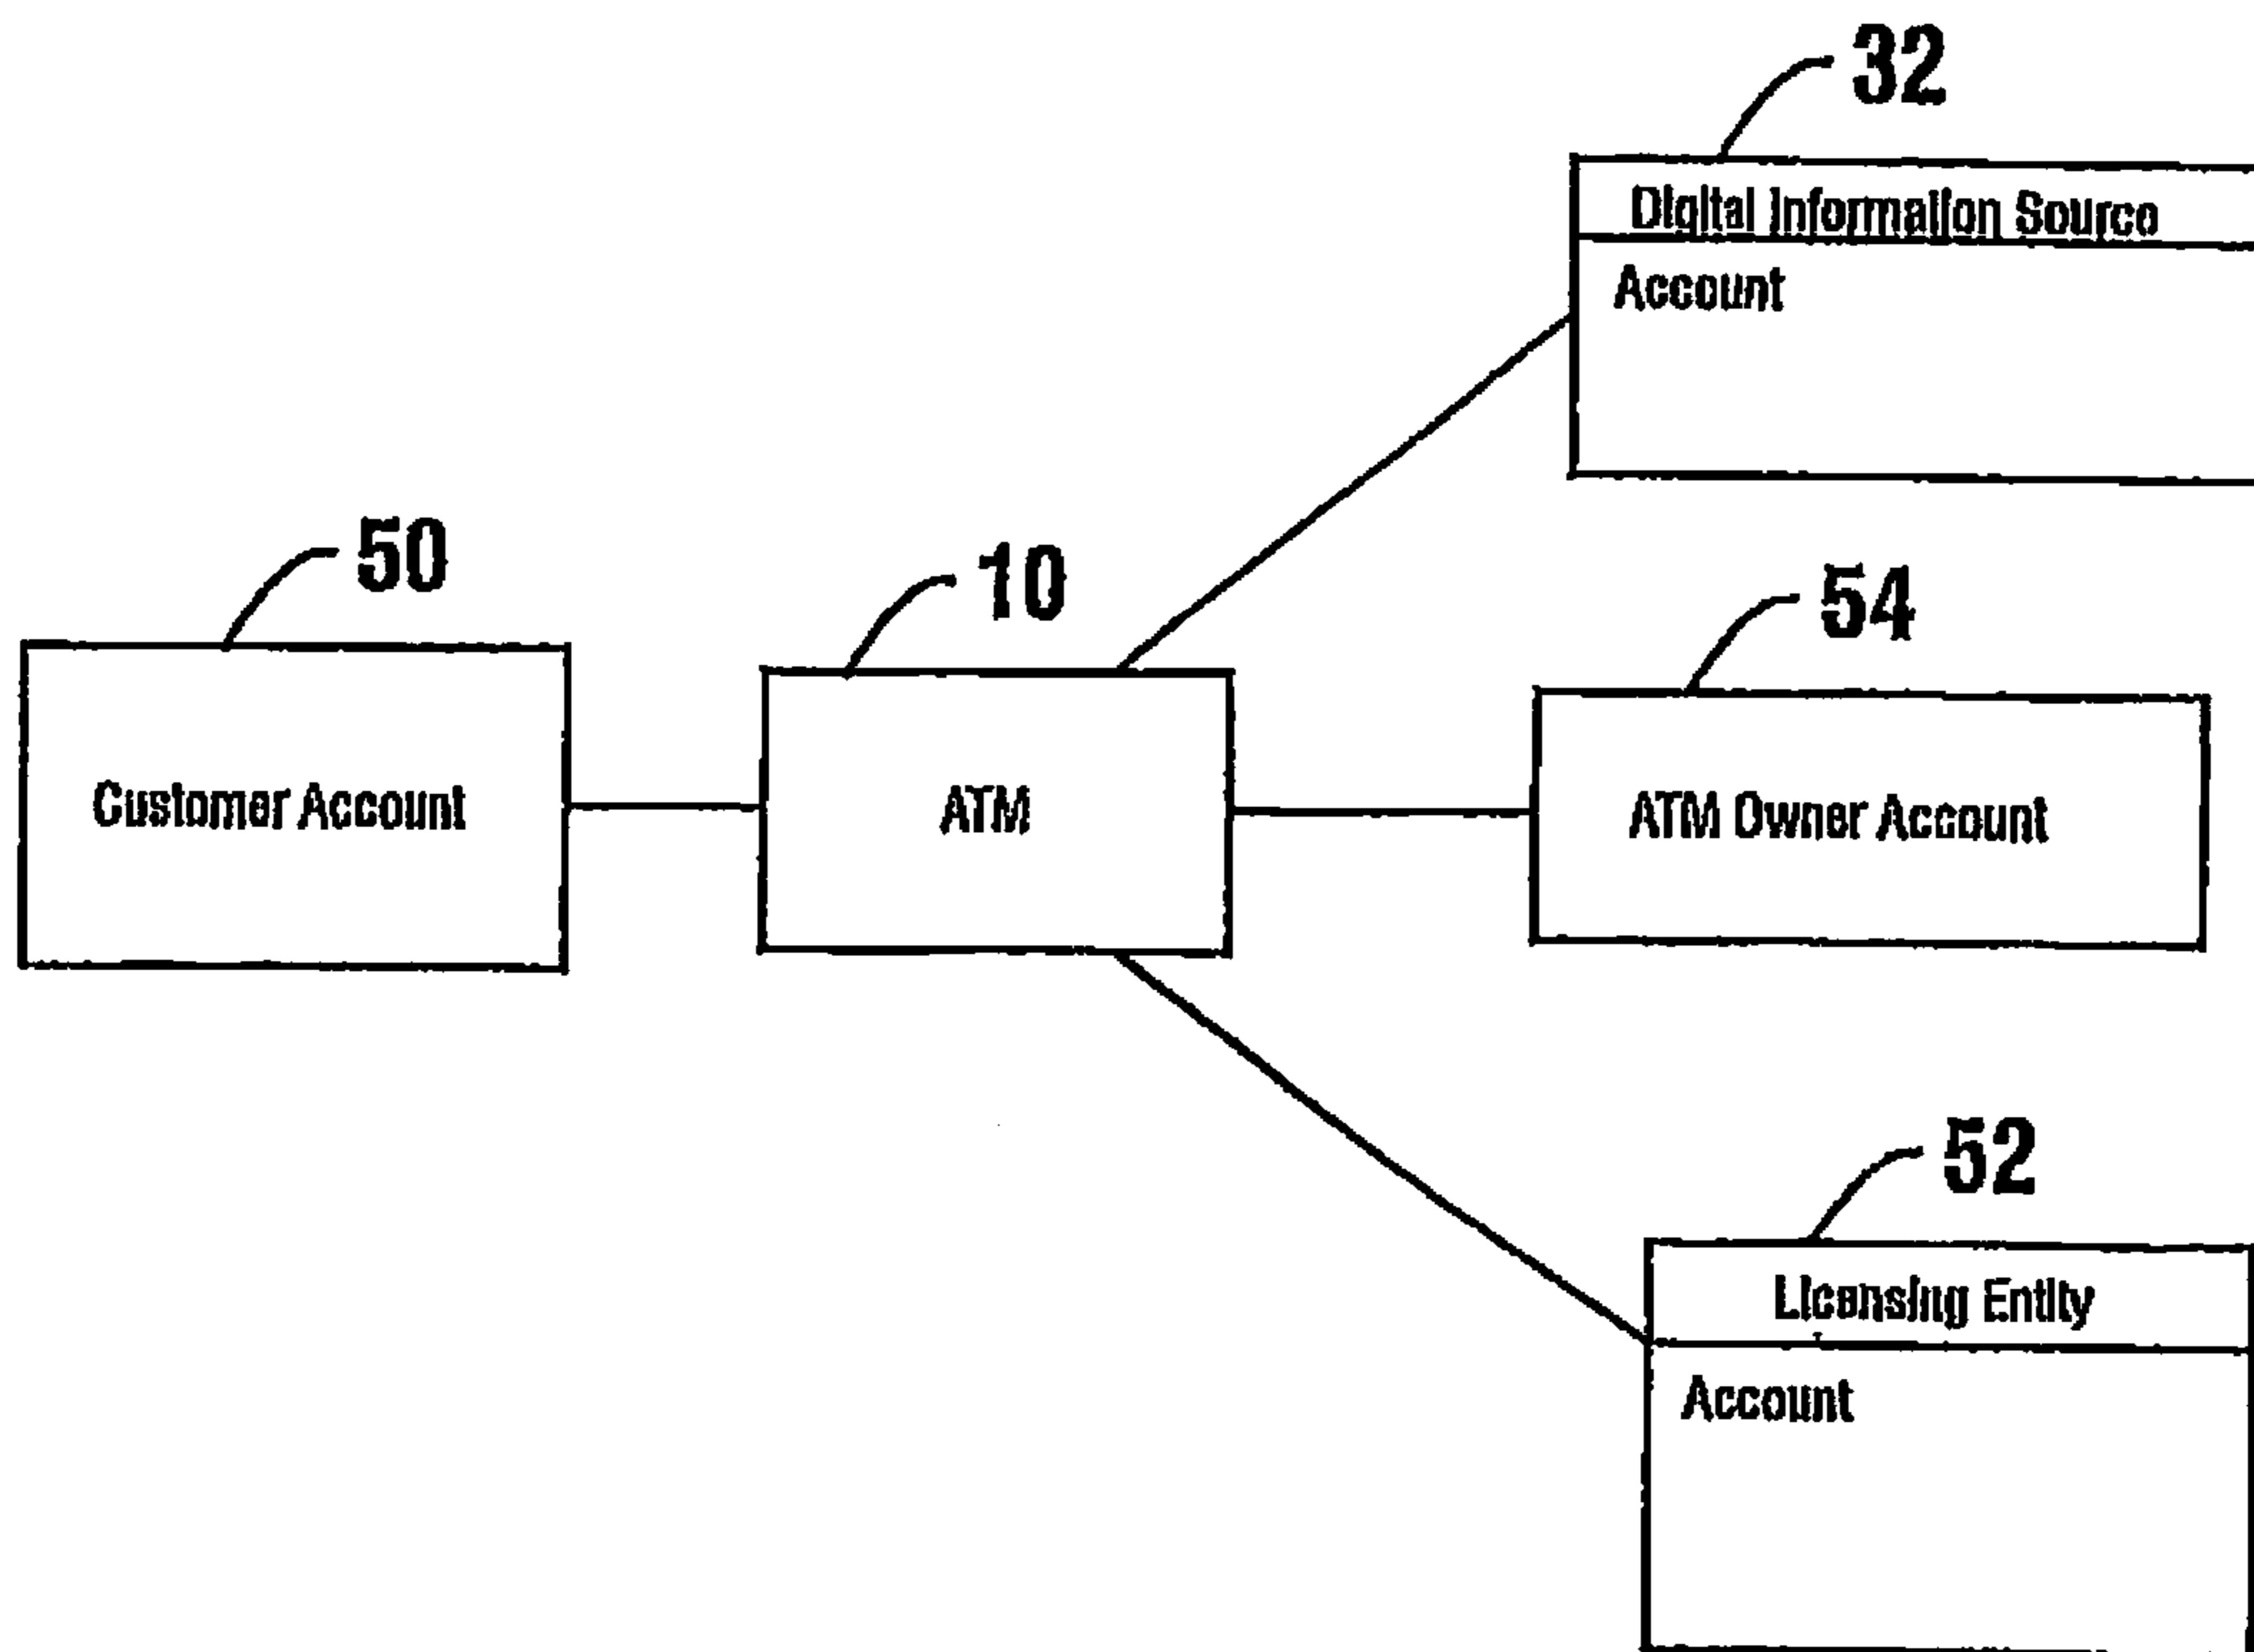 32
Digital Information Source
Account
50
10
54
Customer Account
ATM
ATM Owner Account
52
Licensing Entity
Account